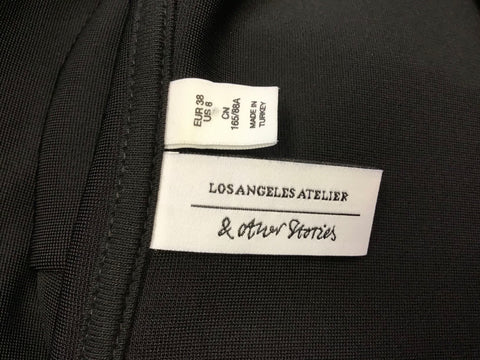 EUR 38
US 8
CN
165/88A
MADE IN
TURKEY
LOS ANGELES ATELIER
& other Stories